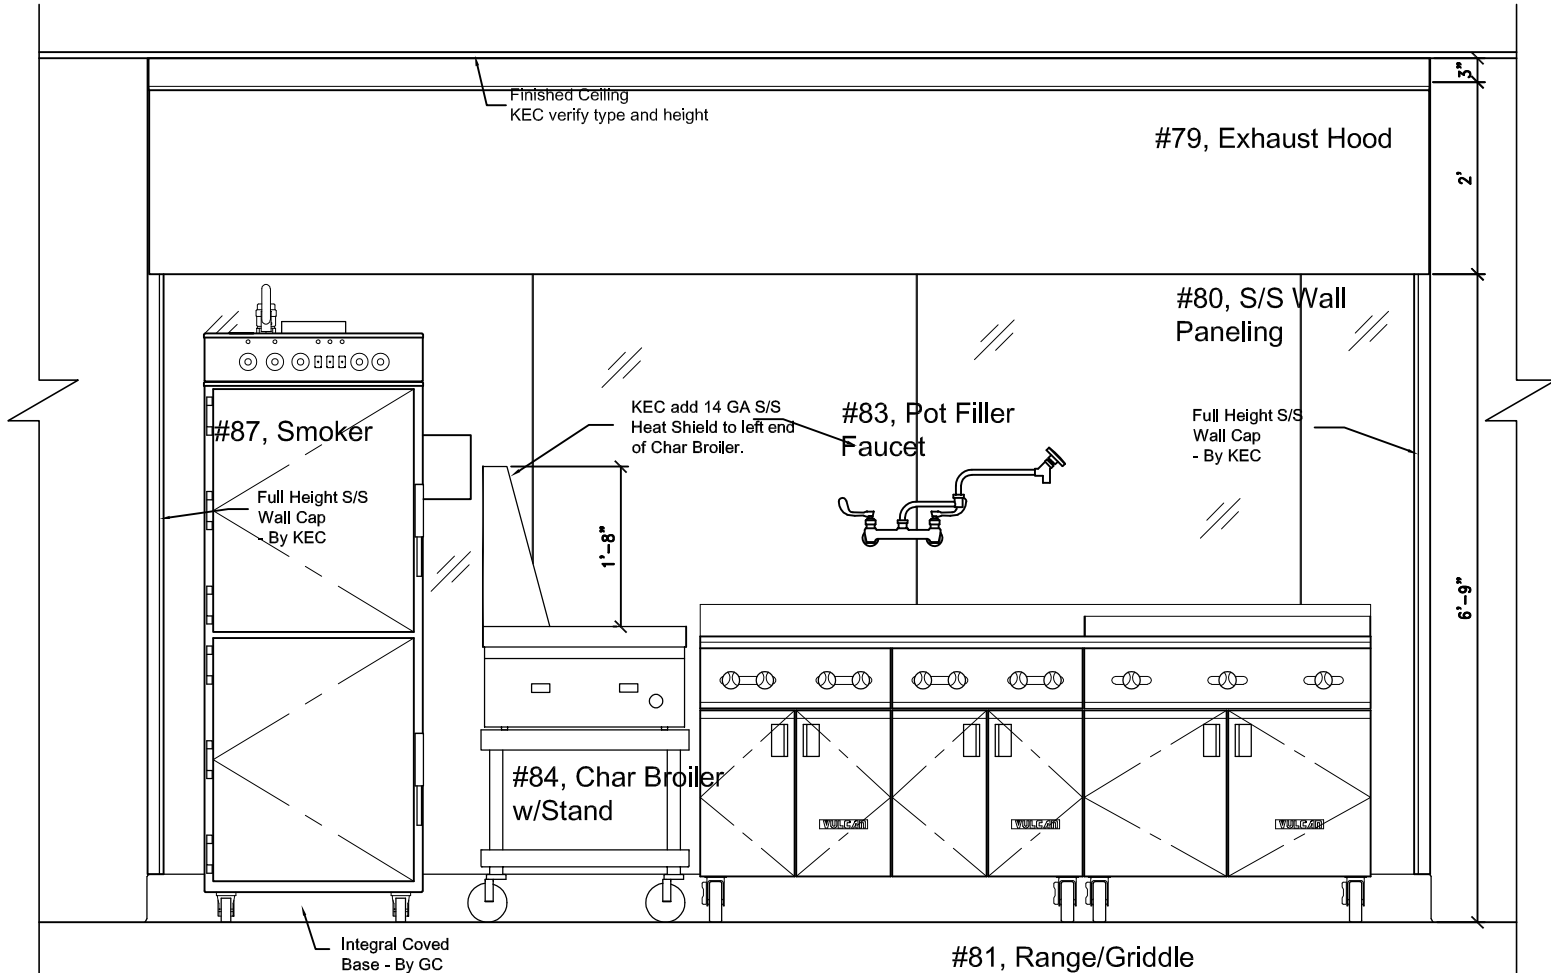 Finished Ceiling
KEC verify type and height
3"
#79, Exhaust Hood
2'
#80, S/S Wall
Paneling
KEC add 14 GA S/S
Heat Shield to left end
of Char Broiler.
#83, Pot Filler
Faucet
Full Height S/S
Wall Cap
- By KEC
#87, Smoker
Full Height S/S
Wall Cap
- By KEC
1'-8"
6'-9"
#84, Char Broiler
w/Stand
VULCAN
VULCAN
VULCAN
Integral Coved
Base - By GC
#81, Range/Griddle